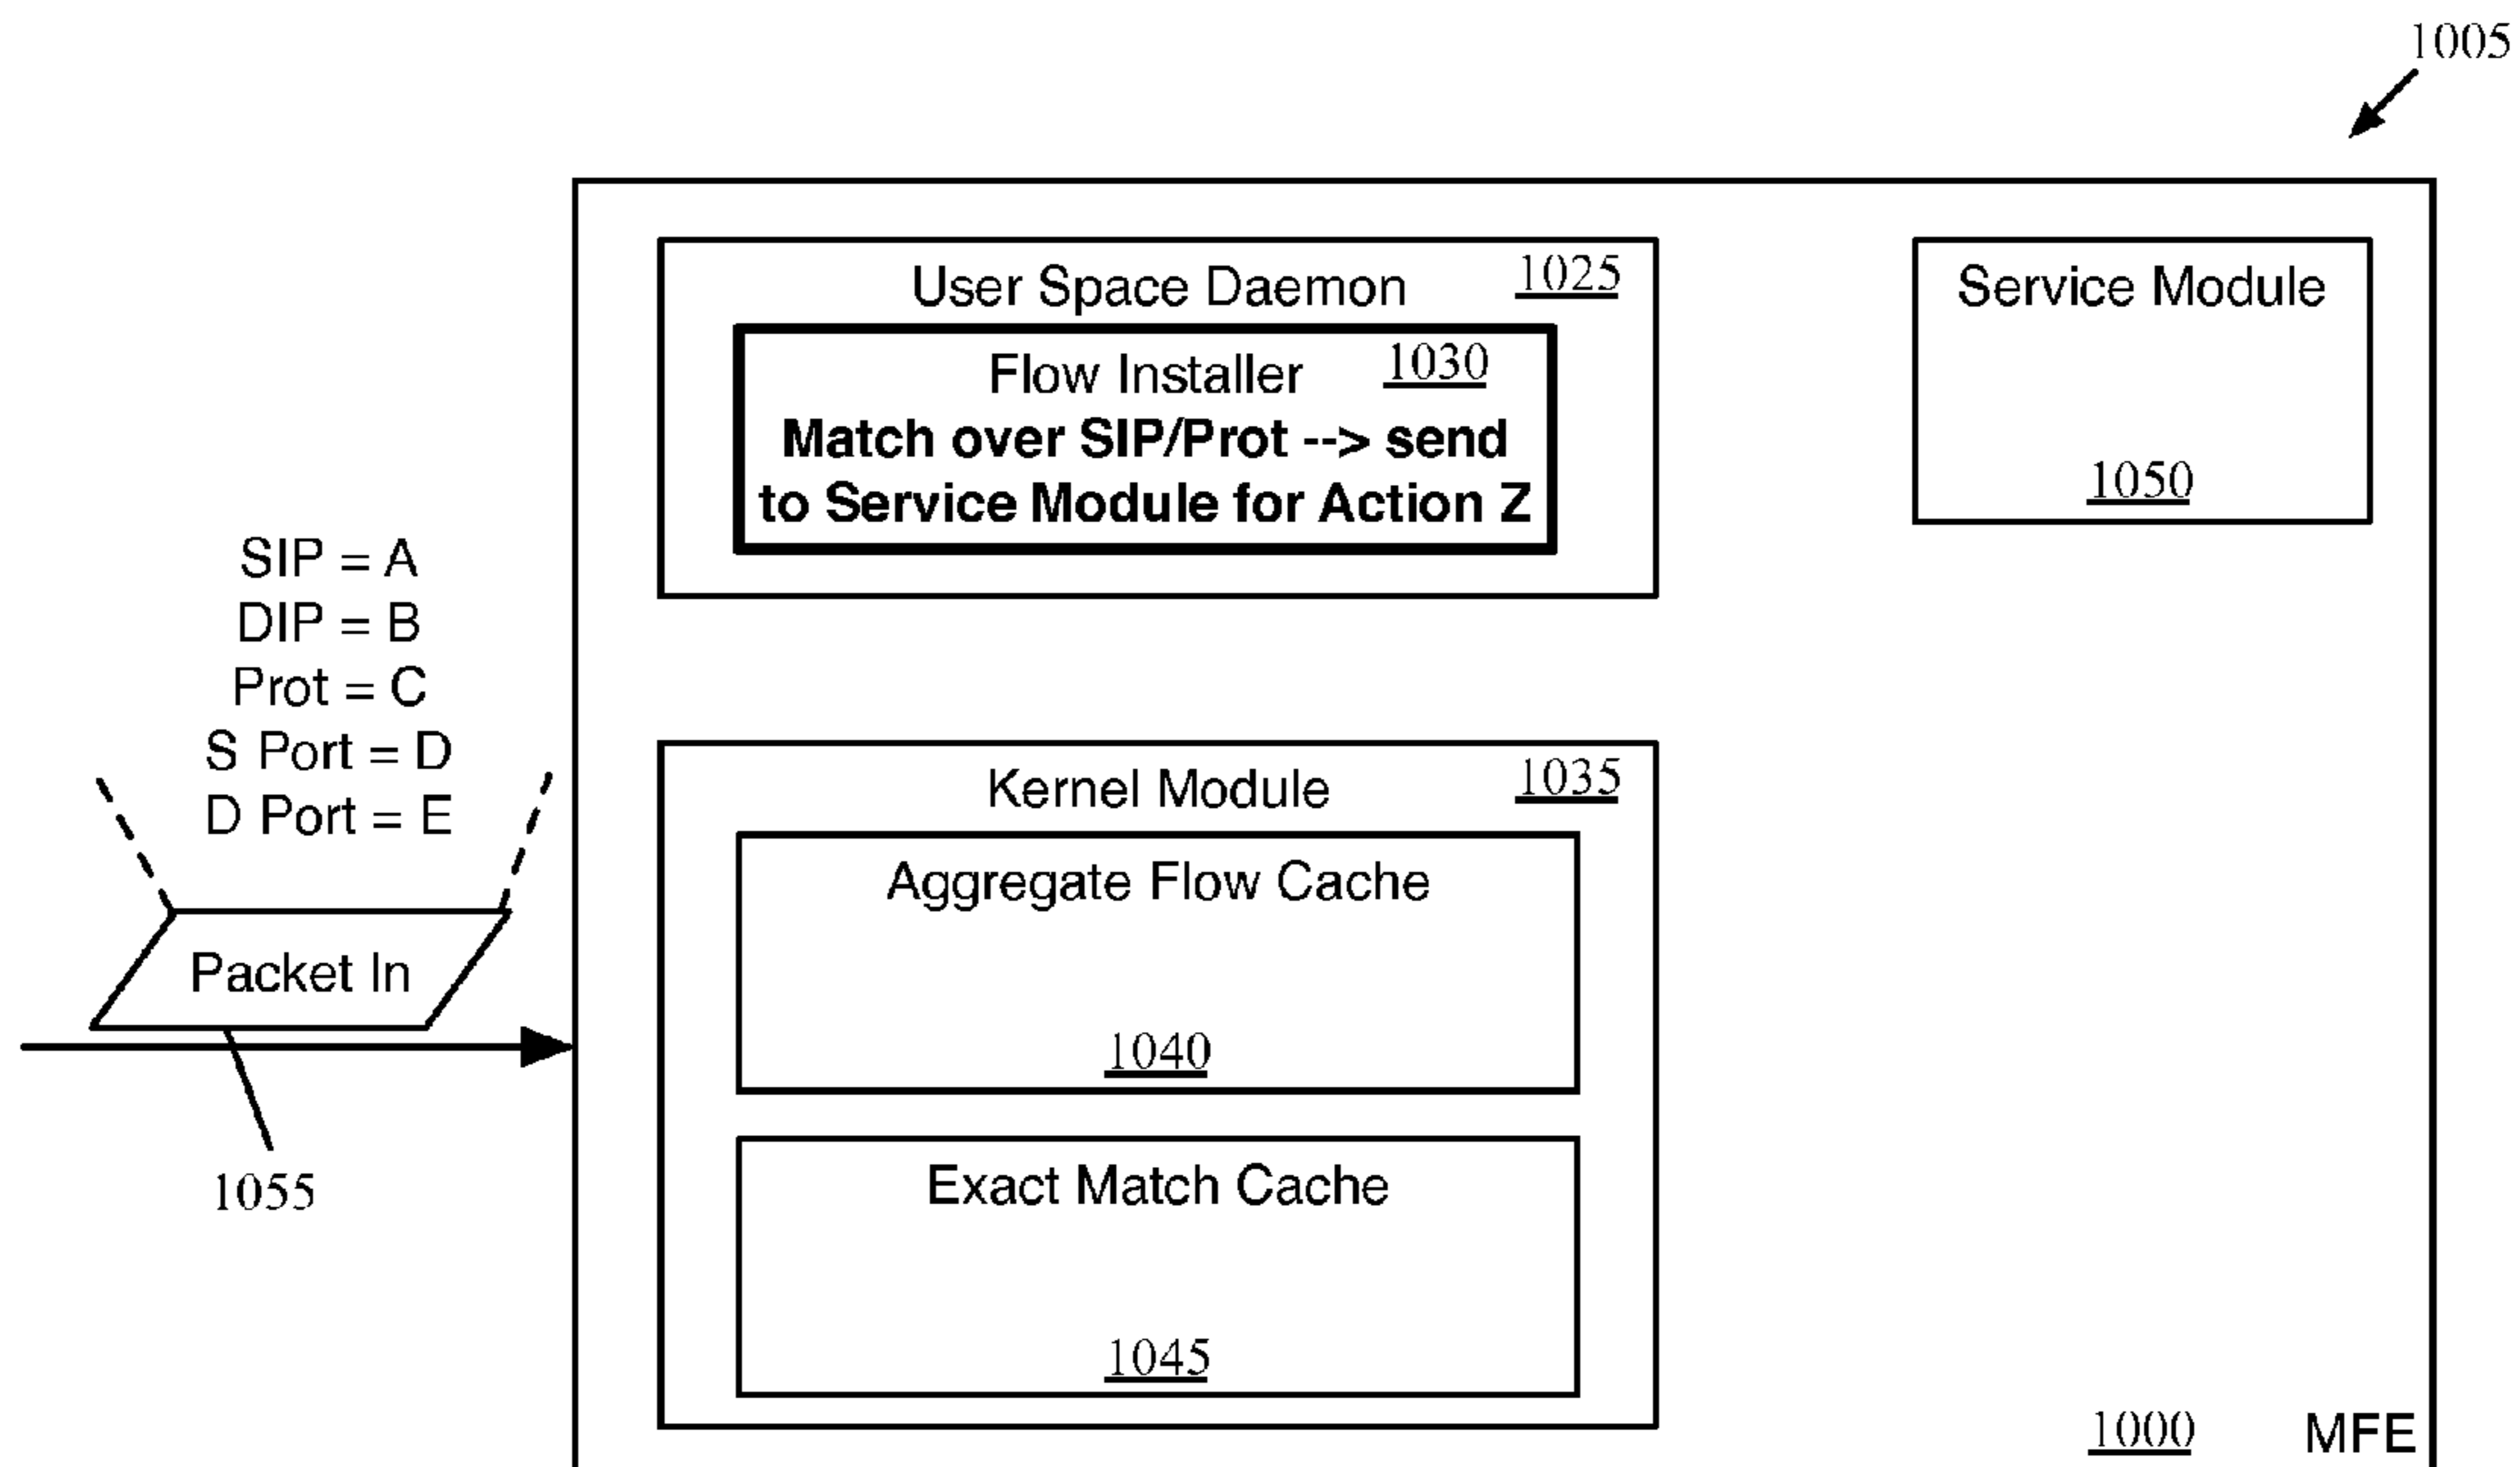 1005
User Space Daemon 1025
Flow Installer 1030
Match over SIP/Prot --> send
to Service Module for Action Z
Service Module
1050
SIP = A
DIP = B
Prot = C
S Port = D
D Port = E
Packet In
1055
Kernel Module 1035
Aggregate Flow Cache
1040
Exact Match Cache
1045
1000 MFE